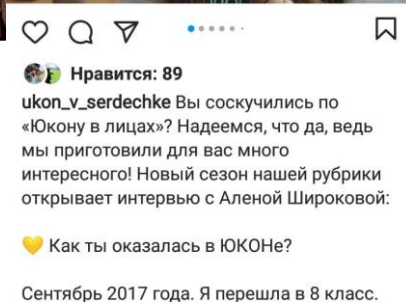 Нравится: 89
ukon_v_serdechke Вы соскучились по
«Юкону в лицах»? Надеемся, что да, ведь
мы приготовили для вас много
интересного! Новый сезон нашей рубрики
открывает интервью с Аленой Широковой:
💛 Как ты оказалась в ЮКОНе?
Сентябрь 2017 года. Я перешла в 8 класс.